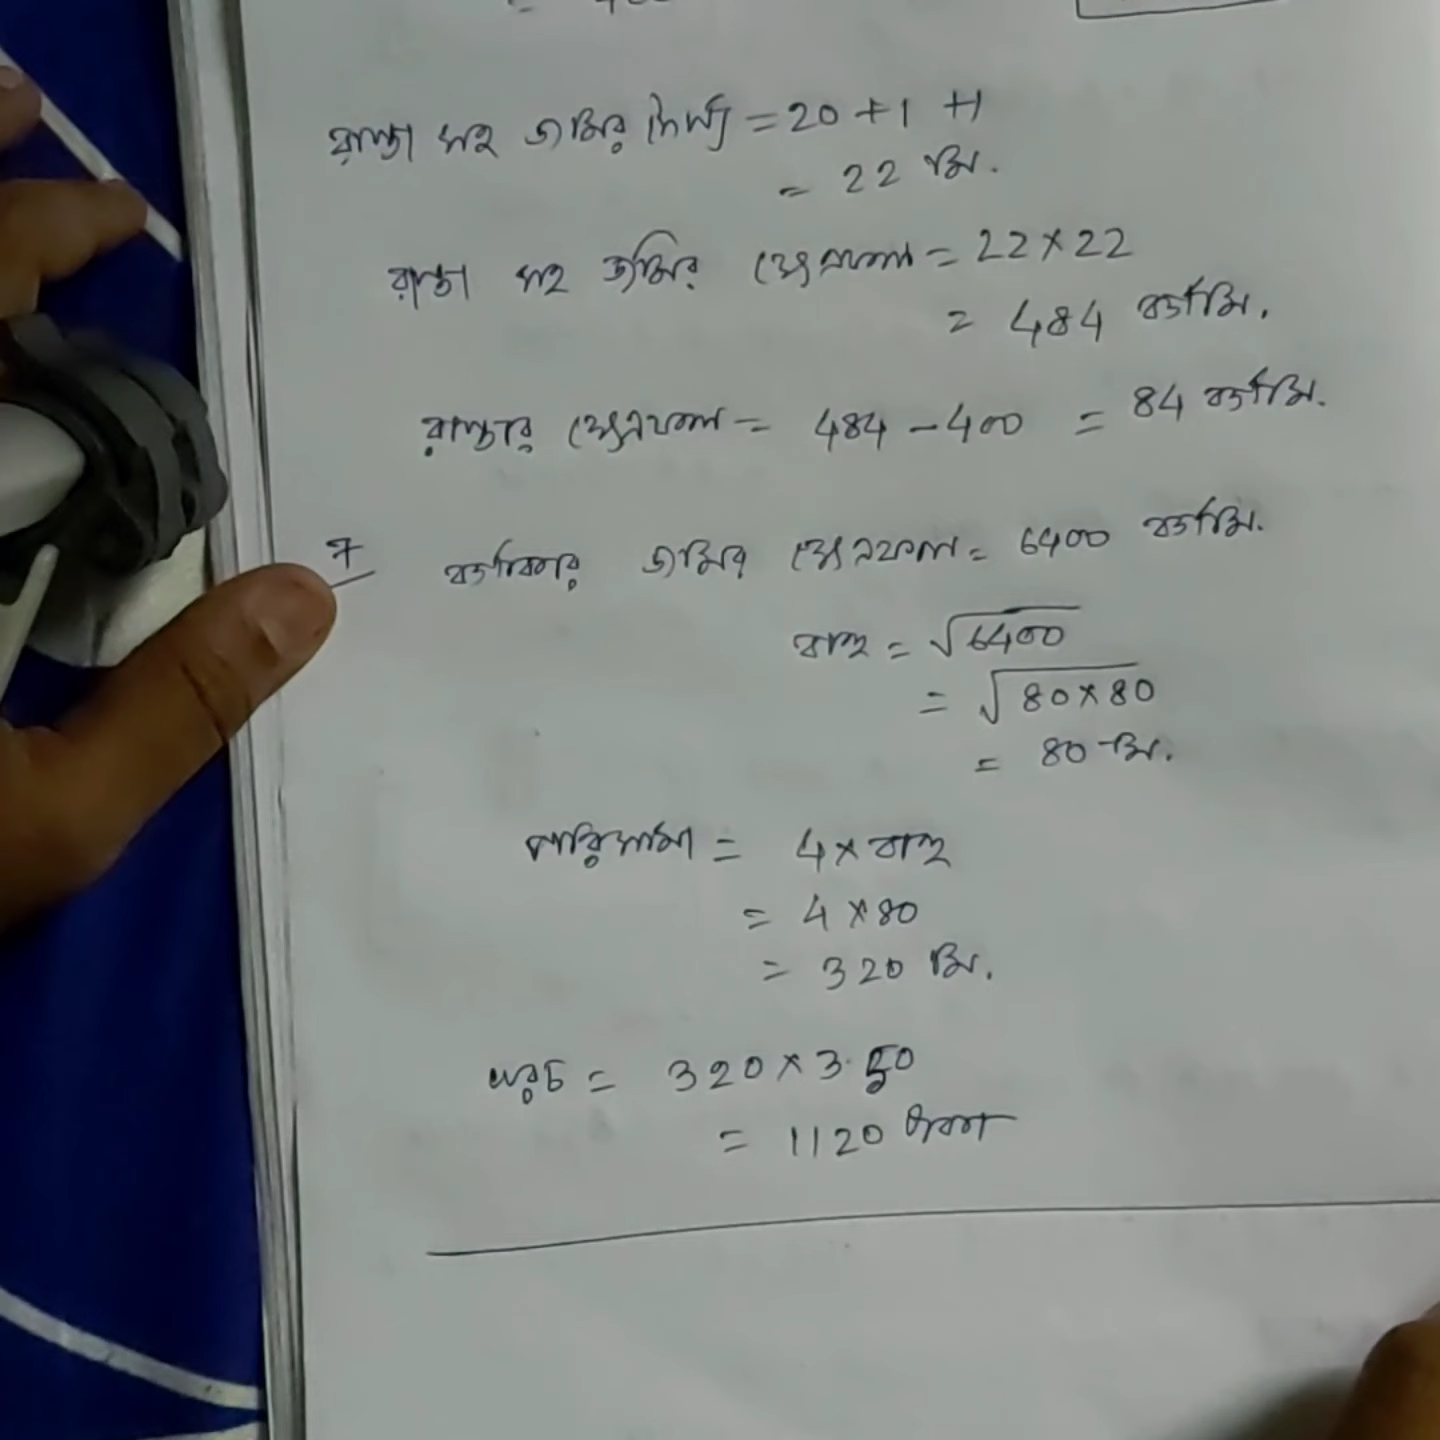 রাস্তা সহ জমির দৈর্ঘ্য = 20 + 1 + 1
= 22 মি.
রাস্তা সহ জমির ক্ষেত্রফল = 22 × 22
= 484 বর্গমি.
রাস্তার ক্ষেত্রফল = 484 - 400 = 84 বর্গমি.
7 বর্গাকার জমির ক্ষেত্রফল = 6400 বর্গমি.
বাহু = √6400
= √80 × 80
= 80 মি.
পরিসীমা = 4 × বাহু
= 4 × 80
= 320 মি.
খরচ = 320 × 3.50
= 1120 টাকা